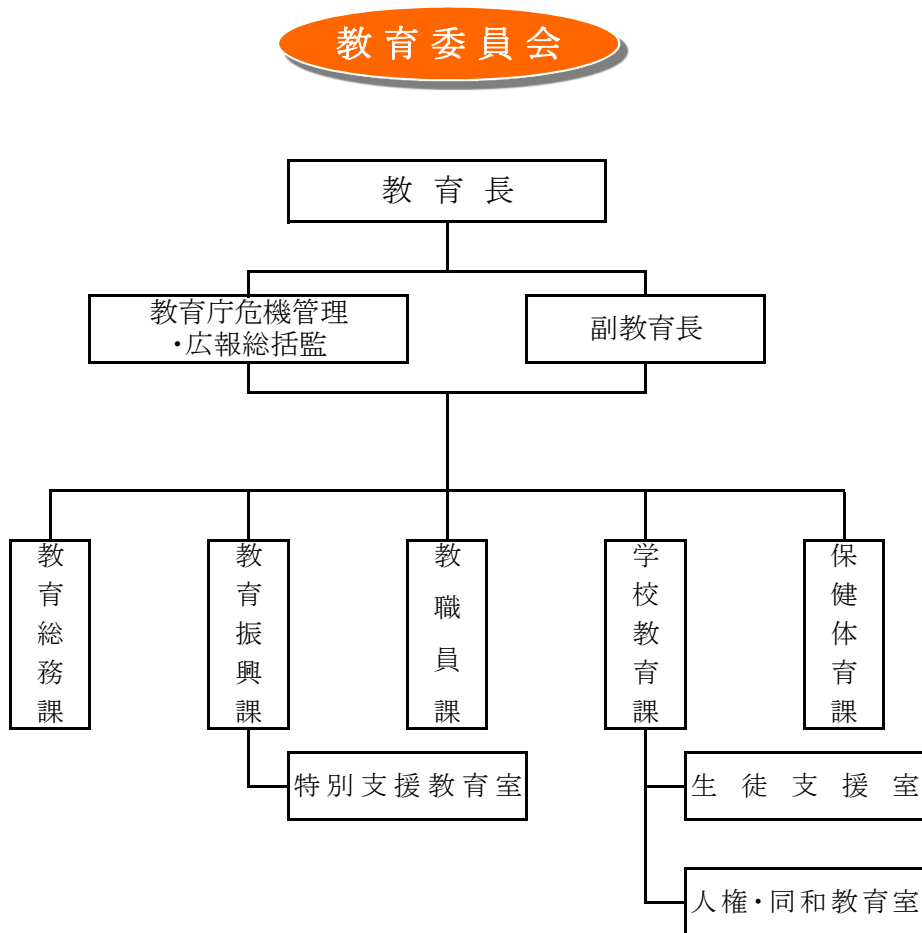 教育委員会
教育長
教育庁危機管理
・広報総括監
副教育長
教育総務課
教育振興課
教職員課
学校教育課
保健体育課
特別支援教育室
生徒支援室
人権・同和教育室